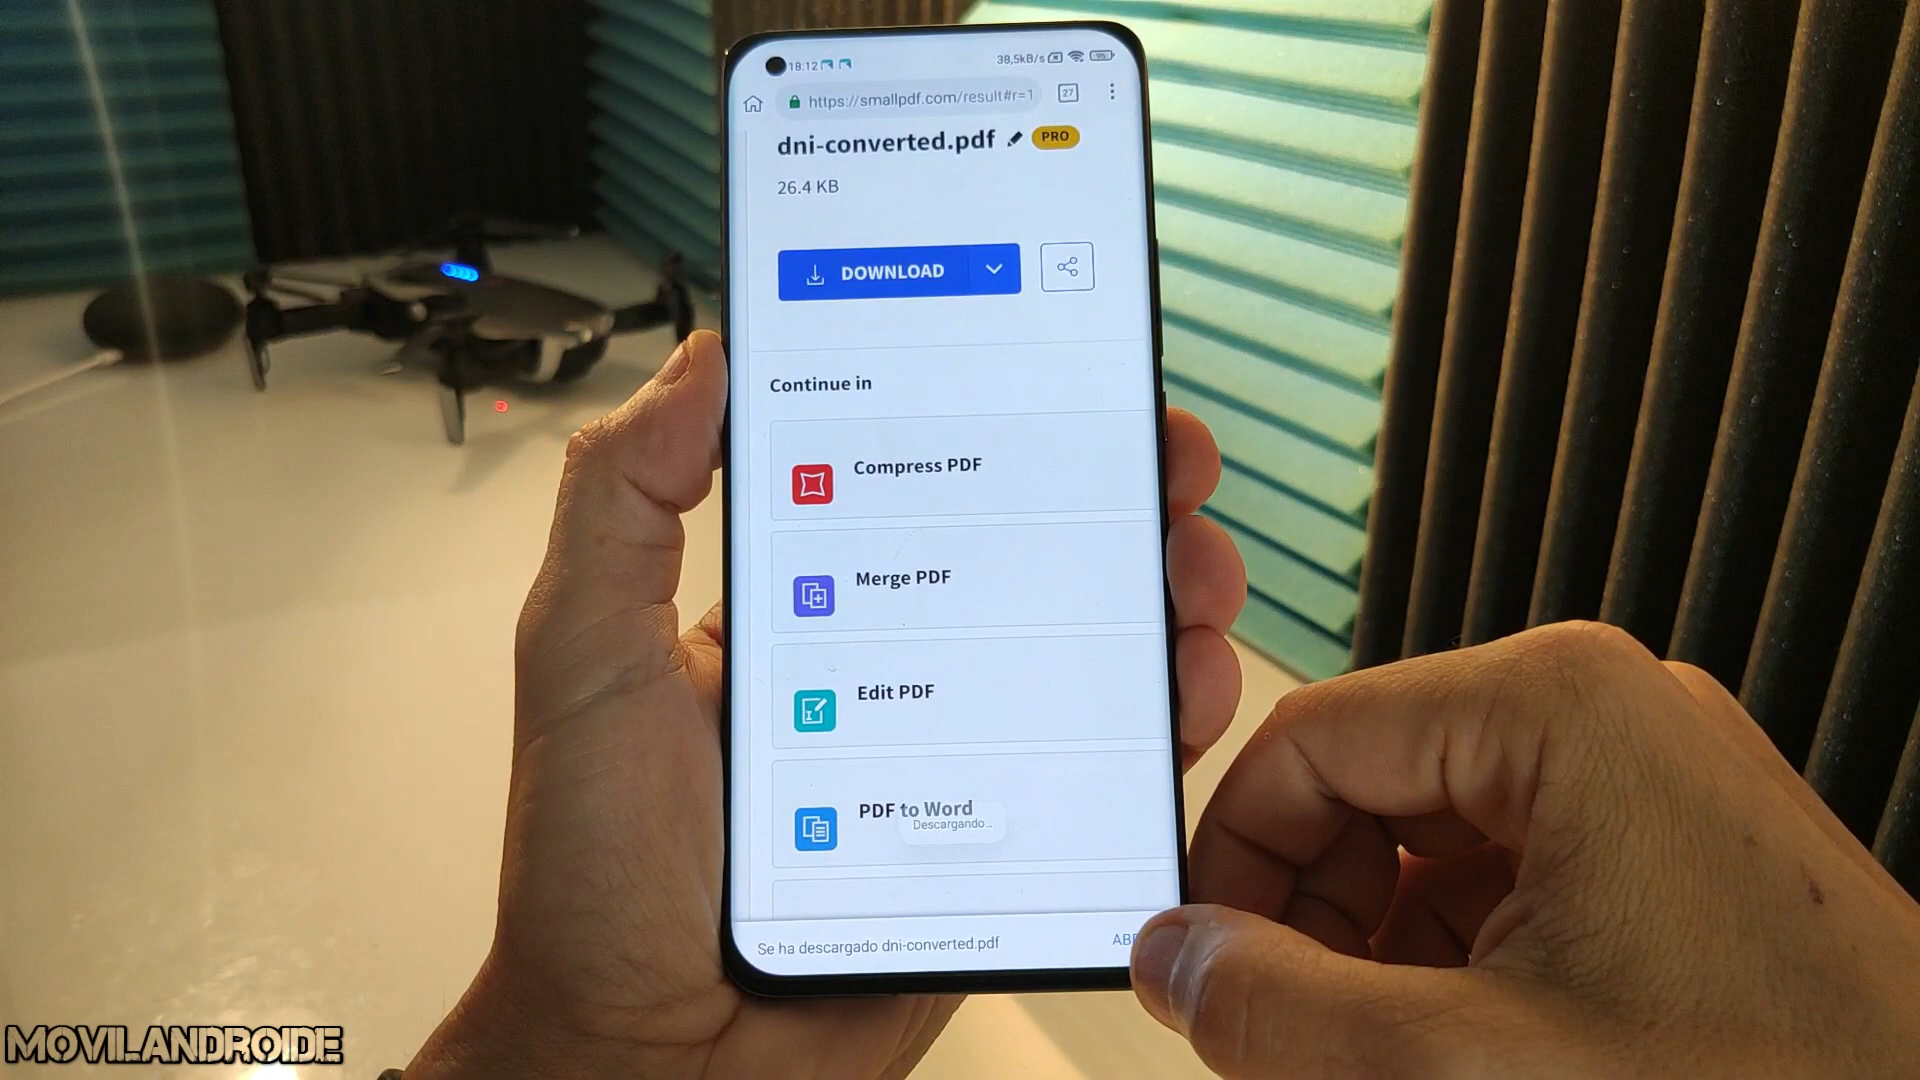 18:12
38,5kB/s
https://smallpdf.com/result#r=1
27
dni-converted.pdf
PRO
26.4 KB
DOWNLOAD
Continue in
Compress PDF
Merge PDF
Edit PDF
PDF to Word
Descargando...
Se ha descargado dni-converted.pdf
MOVILANDROIDE